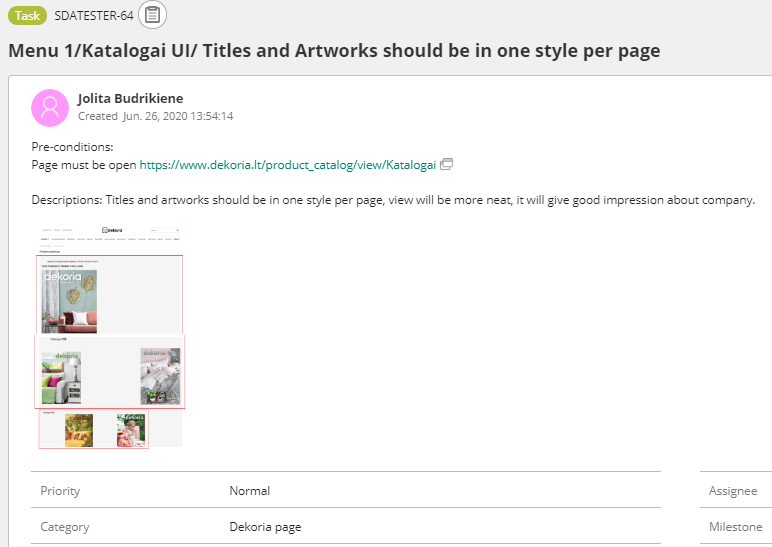 Task SDATESTER-64
Menu 1/Katalogai UI/ Titles and Artworks should be in one style per page
Jolita Budrikiene
Created Jun. 26, 2020 13:54:14
Pre-conditions:
Page must be open https://www.dekoria.lt/product_catalog/view/Katalogai
Descriptions: Titles and artworks should be in one style per page, view will be more neat, it will give good impression about company.
dekoria
dekoria
dekoria
dekoria
dekoria
Priority Normal Assignee
Category Dekoria page Milestone